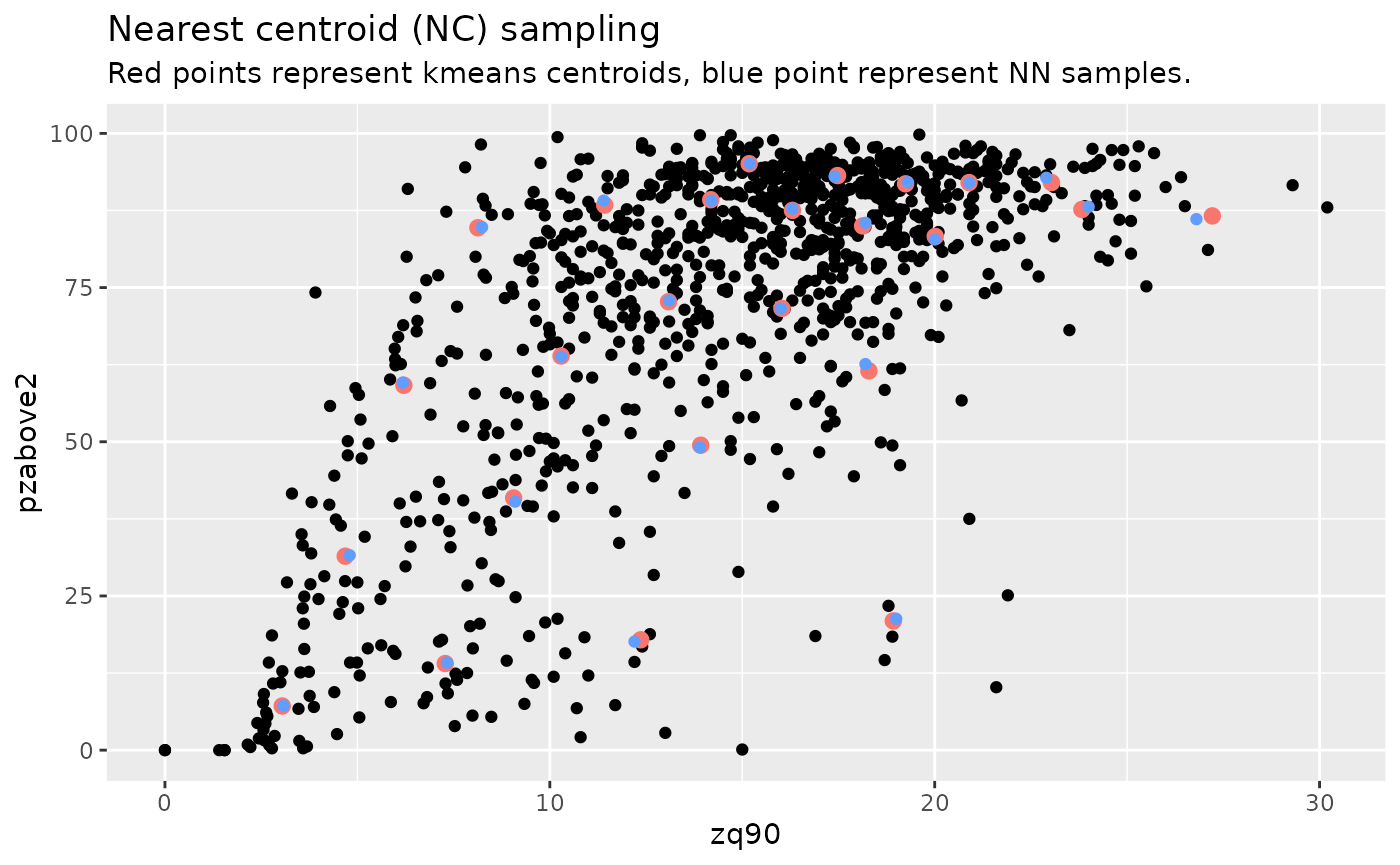 Nearest centroid (NC) sampling
Red points represent kmeans centroids, blue point represent NN samples.
100
75
50
25
0
pzabove2
0 10 20 30
zq90